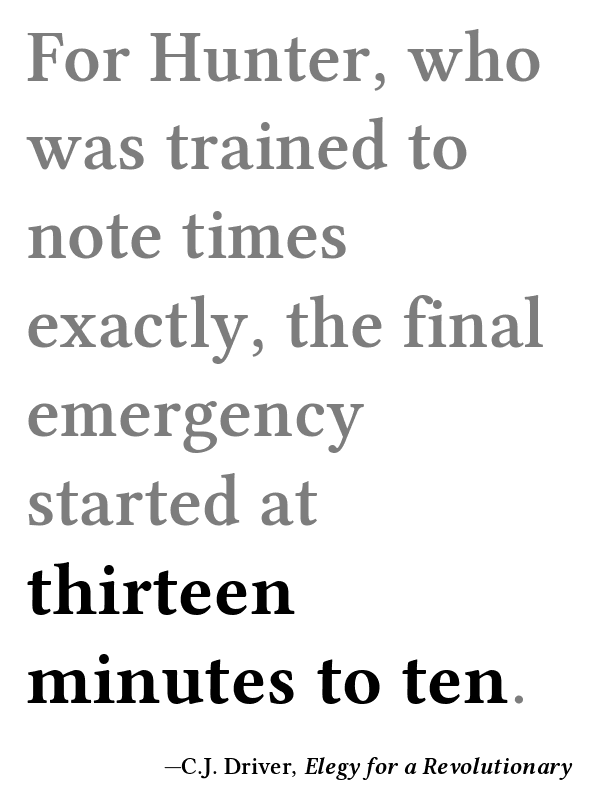 For Hunter, who
was trained to
note times
exactly, the final
emergency
started at
thirteen
minutes to ten.
—C.J. Driver, Elegy for a Revolutionary